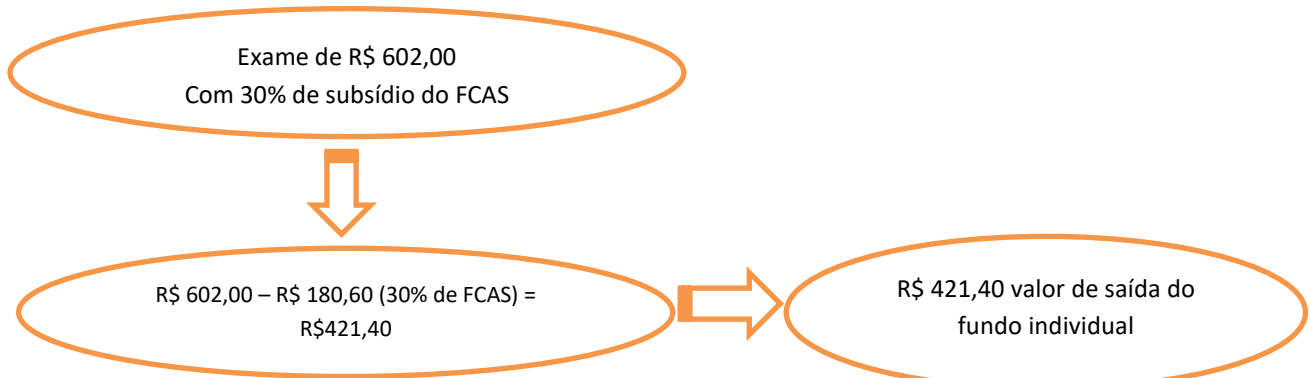 Exame de R$ 602,00
Com 30% de subsídio do FCAS
R$ 602,00 – R$ 180,60 (30% de FCAS) =
R$421,40
R$ 421,40 valor de saída do
fundo individual